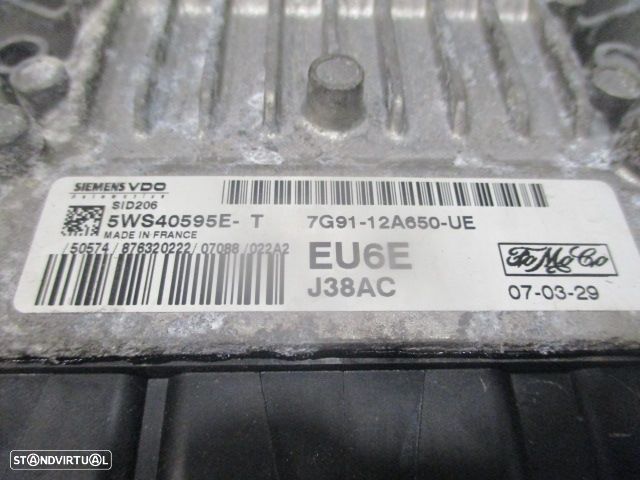 SIEMENS VDO
Automotive
SID206
5WS40595E- T 7G91-12A650-UE
MADE IN FRANCE
/50574/876320222/07088/022A2
EU6E
J38AC
FoMoCo
07-03-29
STANDVIRTUAL